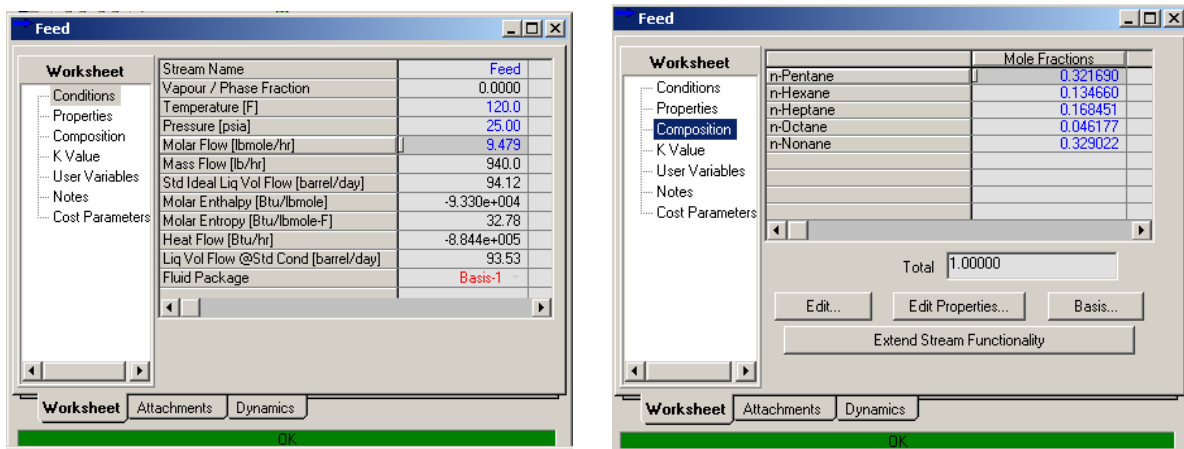 Feed
Worksheet
Conditions
Properties
Composition
K Value
User Variables
Notes
Cost Parameters
Stream Name Feed
Vapour / Phase Fraction 0.0000
Temperature [F] 120.0
Pressure [psia] 25.00
Molar Flow [lbmole/hr] 9.479
Mass Flow [lb/hr] 940.0
Std Ideal Liq Vol Flow [barrel/day] 94.12
Molar Enthalpy [Btu/lbmole] -9.330e+004
Molar Entropy [Btu/lbmole-F] 32.78
Heat Flow [Btu/hr] -8.844e+005
Liq Vol Flow @Std Cond [barrel/day] 93.53
Fluid Package Basis-1
Worksheet Attachments Dynamics
OK
Feed
Worksheet
Conditions
Properties
Composition
K Value
User Variables
Notes
Cost Parameters
Mole Fractions
n-Pentane 0.321690
n-Hexane 0.134660
n-Heptane 0.168451
n-Octane 0.046177
n-Nonane 0.329022
Total 1.00000
Edit... Edit Properties... Basis...
Extend Stream Functionality
Worksheet Attachments Dynamics
OK